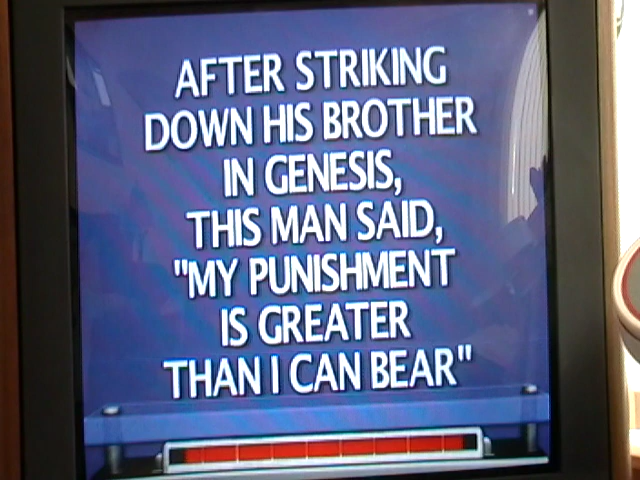 AFTER STRIKING
DOWN HIS BROTHER
IN GENESIS,
THIS MAN SAID,
"MY PUNISHMENT
IS GREATER
THAN I CAN BEAR"